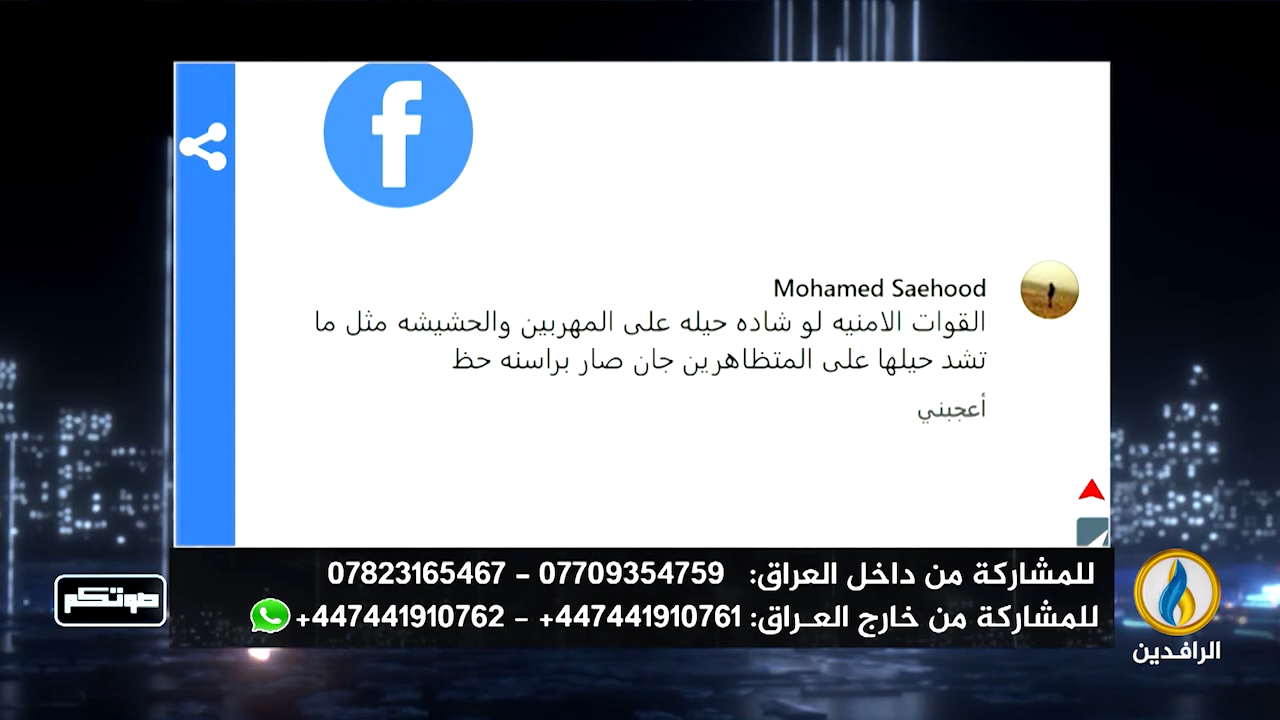 f
Mohamed Saehood
القوات الامنيه لو شاده حيله على المهربين والحشيشه مثل ما
تشد حيلها على المتظاهرين جان صار براسنه حظ
أعجبني
للمشاركة من داخل العراق: 07709354759 - 07823165467
للمشاركة من خارج العـراق: 447441910761+ - 447441910762+
صوتكم
الرافدين